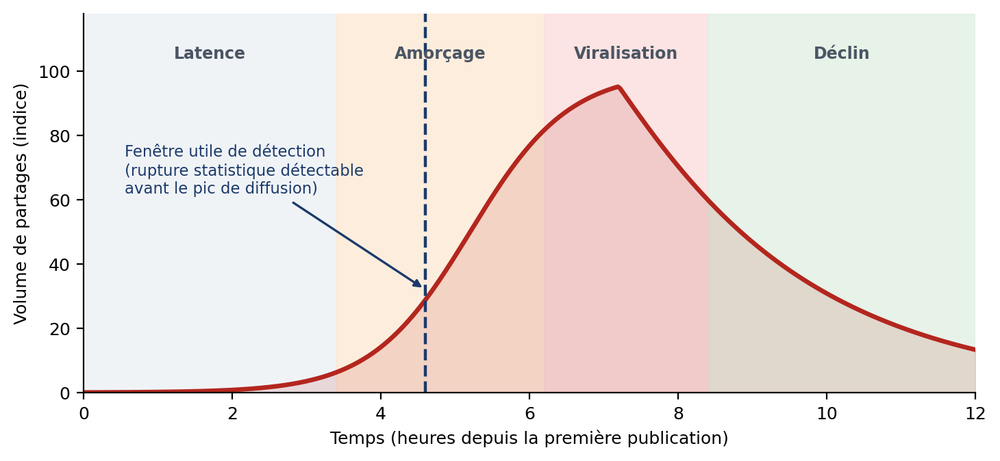 Latence
Amorçage
Viralisation
Déclin
Fenêtre utile de détection
(rupture statistique détectable
avant le pic de diffusion)
Volume de partages (indice)
100
80
60
40
20
0
0 2 4 6 8 10 12
Temps (heures depuis la première publication)